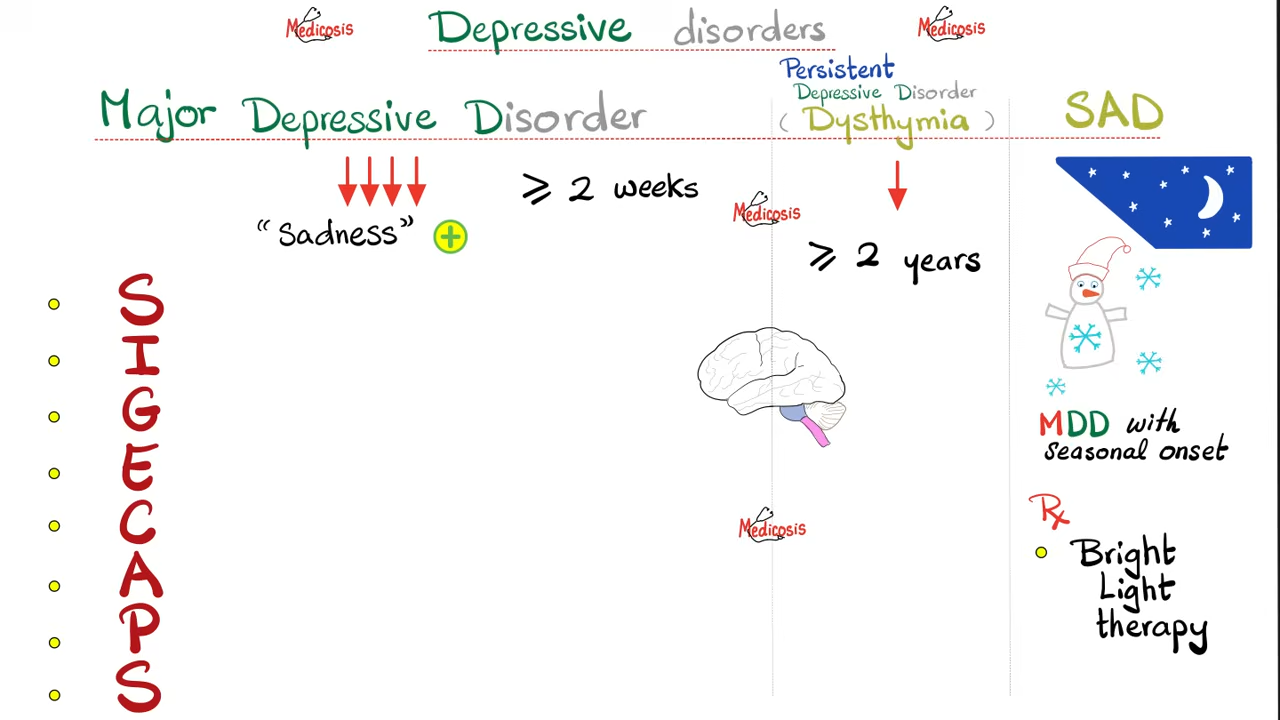 Medicosis
Depressive disorders
Medicosis
Major Depressive Disorder
Persistent
Depressive Disorder
( Dysthymia )
SAD
≥ 2 weeks
"Sadness" +
Medicosis
≥ 2 years
S
I
G
E
C
A
P
S
MDD with
seasonal onset
Rx
Medicosis
Bright
Light
therapy